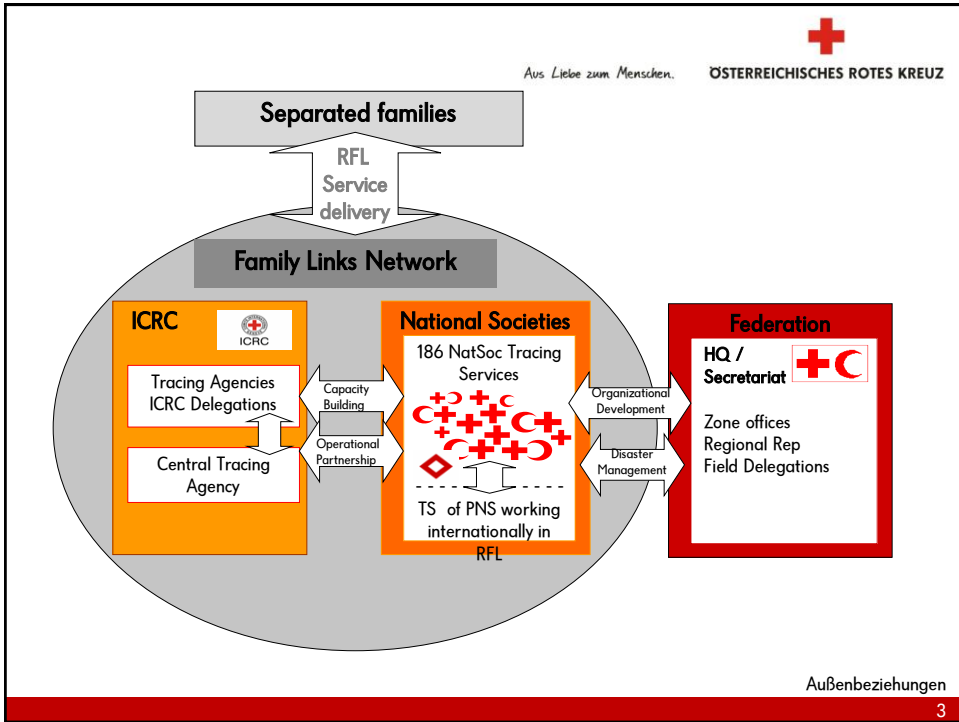 Aus Liebe zum Menschen.
ÖSTERREICHISCHES ROTES KREUZ
Separated families
RFL
Service
delivery
Family Links Network
ICRC
ICRC
Tracing Agencies
ICRC Delegations
Central Tracing
Agency
Capacity
Building
Operational
Partnership
National Societies
186 NatSoc Tracing
Services
TS of PNS working
internationally in
RFL
Organizational
Development
Disaster
Management
Federation
HQ /
Secretariat
Zone offices
Regional Rep
Field Delegations
Außenbeziehungen
3